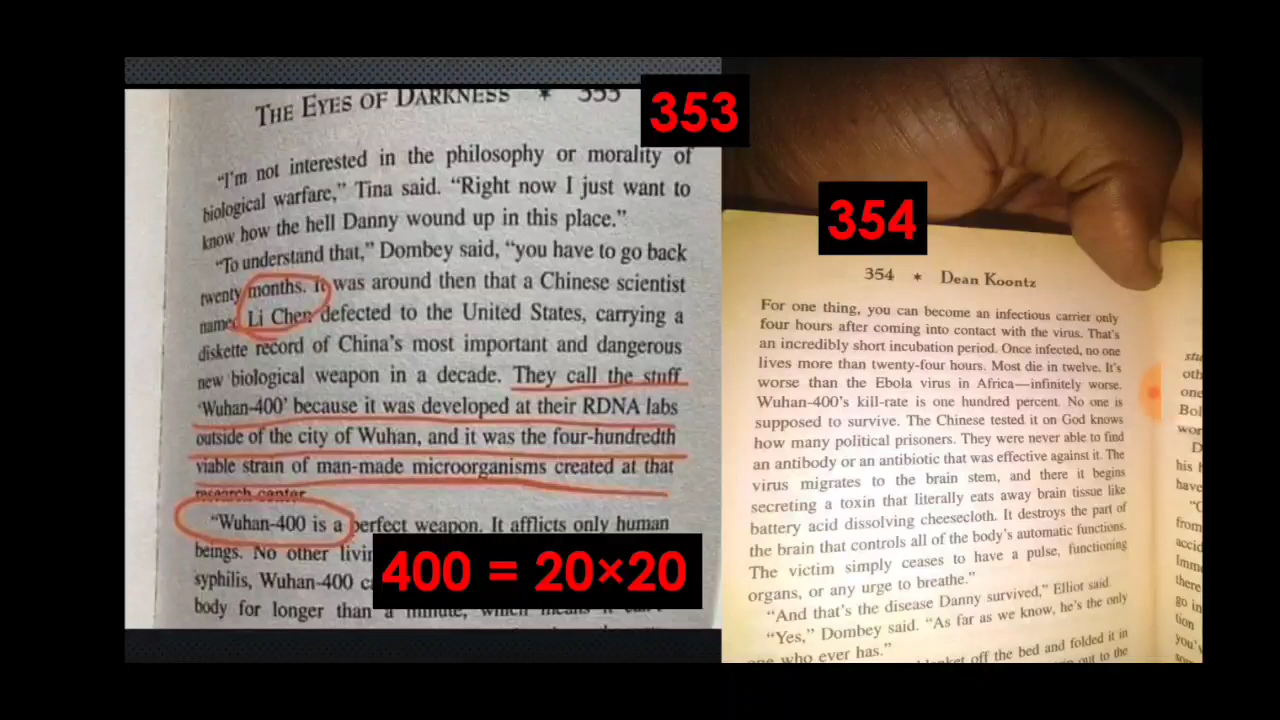 THE EYES OF DARKNESS * 353
353
"I'm not interested in the philosophy or morality of
biological warfare," Tina said. "Right now I just want to
know how the hell Danny wound up in this place."
"To understand that," Dombey said, "you have to go back
twenty months. It was around then that a Chinese scientist
named Li Chen defected to the United States, carrying a
diskette record of China's most important and dangerous
new biological weapon in a decade. They call the stuff
'Wuhan-400' because it was developed at their RDNA labs
outside of the city of Wuhan, and it was the four-hundredth
viable strain of man-made microorganisms created at that
research center.
"Wuhan-400 is a perfect weapon. It afflicts only human
beings. No other
syphilis, Wuhan-400
body for longer than a minute, which means it
400 = 20×20
354
354 * Dean Koontz
For one thing, you can become an infectious carrier only
four hours after coming into contact with the virus. That's
an incredibly short incubation period. Once infected, no one
lives more than twenty-four hours. Most die in twelve. It's
worse than the Ebola virus in Africa—infinitely worse.
Wuhan-400's kill-rate is one hundred percent. No one is
supposed to survive. The Chinese tested it on God knows
how many political prisoners. They were never able to find
an antibody or an antibiotic that was effective against it. The
virus migrates to the brain stem, and there it begins
secreting a toxin that literally eats away brain tissue like
battery acid dissolving cheesecloth. It destroys the part of
the brain that controls all of the body's automatic functions.
The victim simply ceases to have a pulse, functioning
organs, or any urge to breathe."
"And that's the disease Danny survived," Elliot said.
"Yes," Dombey said. "As far as we know, he's the only
one who ever has."
off the bed and folded it in
to the